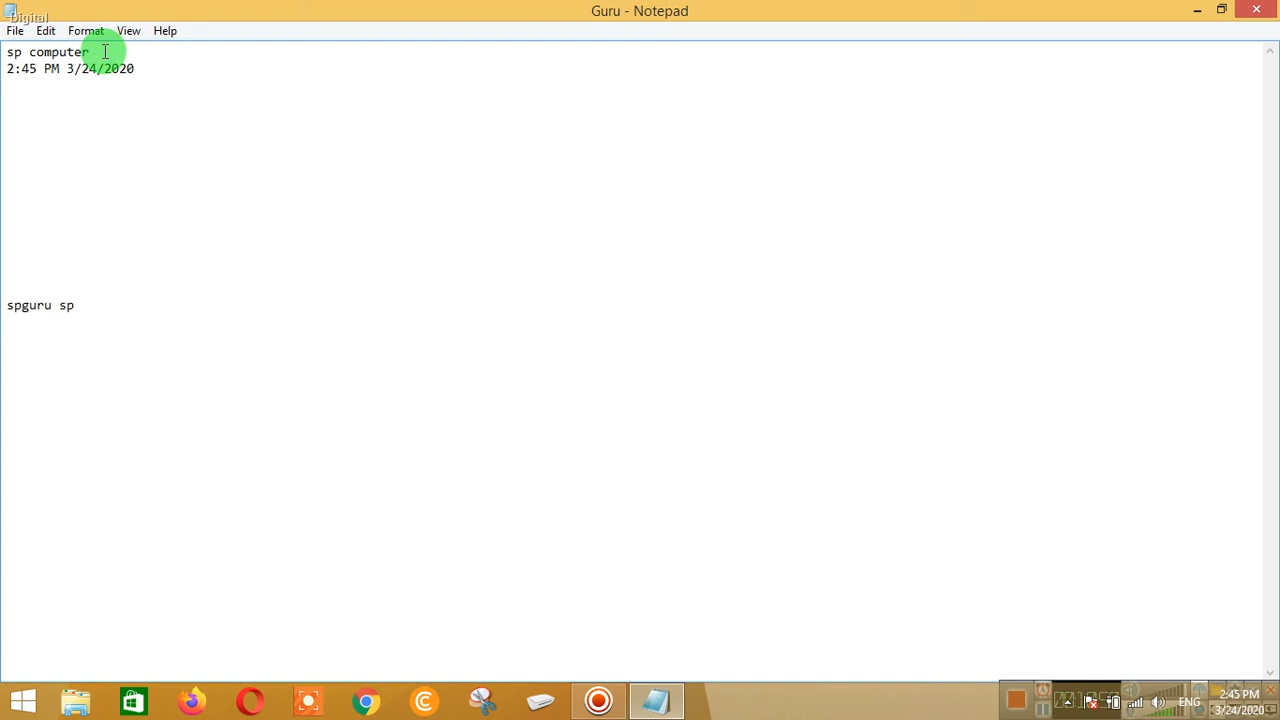 Guru - Notepad
Digital
File Edit Format View Help
sp computer
2:45 PM 3/24/2020
spguru sp
ENG
2:45 PM
3/24/2020